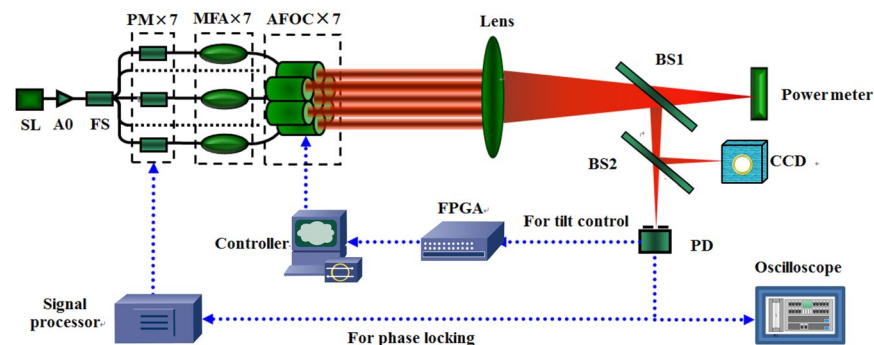 PM×7
MFA×7
AFOC×7
Lens
BS1
SL
A0
FS
Power meter
BS2
CCD
FPGA
For tilt control
Controller
PD
Oscilloscope
Signal
processor
For phase locking